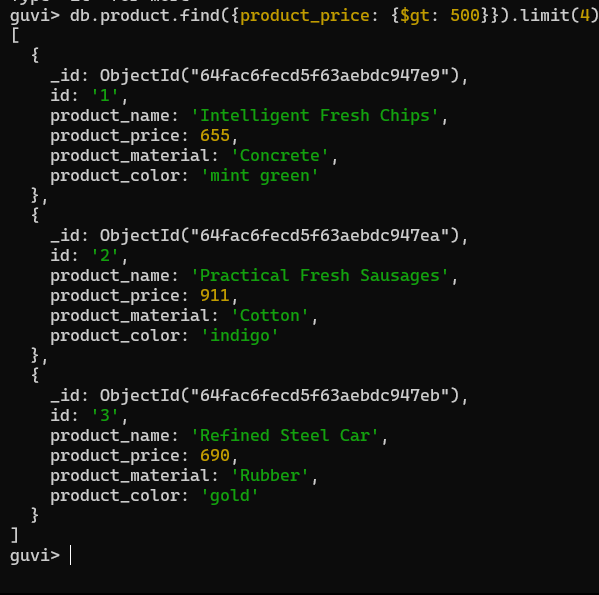 guvi> db.product.find({product_price: {$gt: 500}}).limit(4)
[
  {
    _id: ObjectId("64fac6fecd5f63aebdc947e9"),
    id: '1',
    product_name: 'Intelligent Fresh Chips',
    product_price: 655,
    product_material: 'Concrete',
    product_color: 'mint green'
  },
  {
    _id: ObjectId("64fac6fecd5f63aebdc947ea"),
    id: '2',
    product_name: 'Practical Fresh Sausages',
    product_price: 911,
    product_material: 'Cotton',
    product_color: 'indigo'
  },
  {
    _id: ObjectId("64fac6fecd5f63aebdc947eb"),
    id: '3',
    product_name: 'Refined Steel Car',
    product_price: 690,
    product_material: 'Rubber',
    product_color: 'gold'
  }
]
guvi>